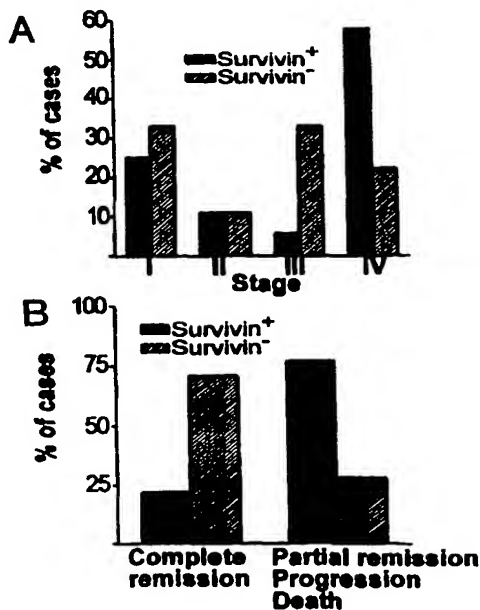 A
60
50
40
30
20
10
% of cases
Survivin+
Survivin-
I II III IV
Stage
B
100
75
50
25
% of cases
Survivin+
Survivin-
Complete remission
Partial remission
Progression
Death